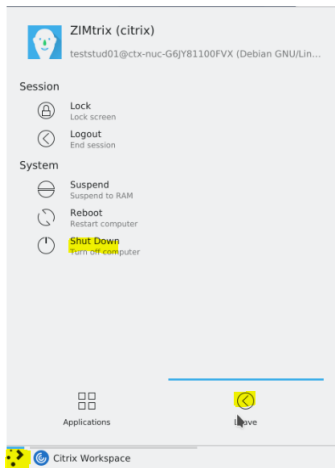 ZIMtrix (citrix)
teststud01@ctx-nuc-G6JY81100FVX (Debian GNU/Lin...
Session
Lock
Lock screen
Logout
End session
System
Suspend
Suspend to RAM
Reboot
Restart computer
Shut Down
Turn off computer
Applications
Leave
Citrix Workspace